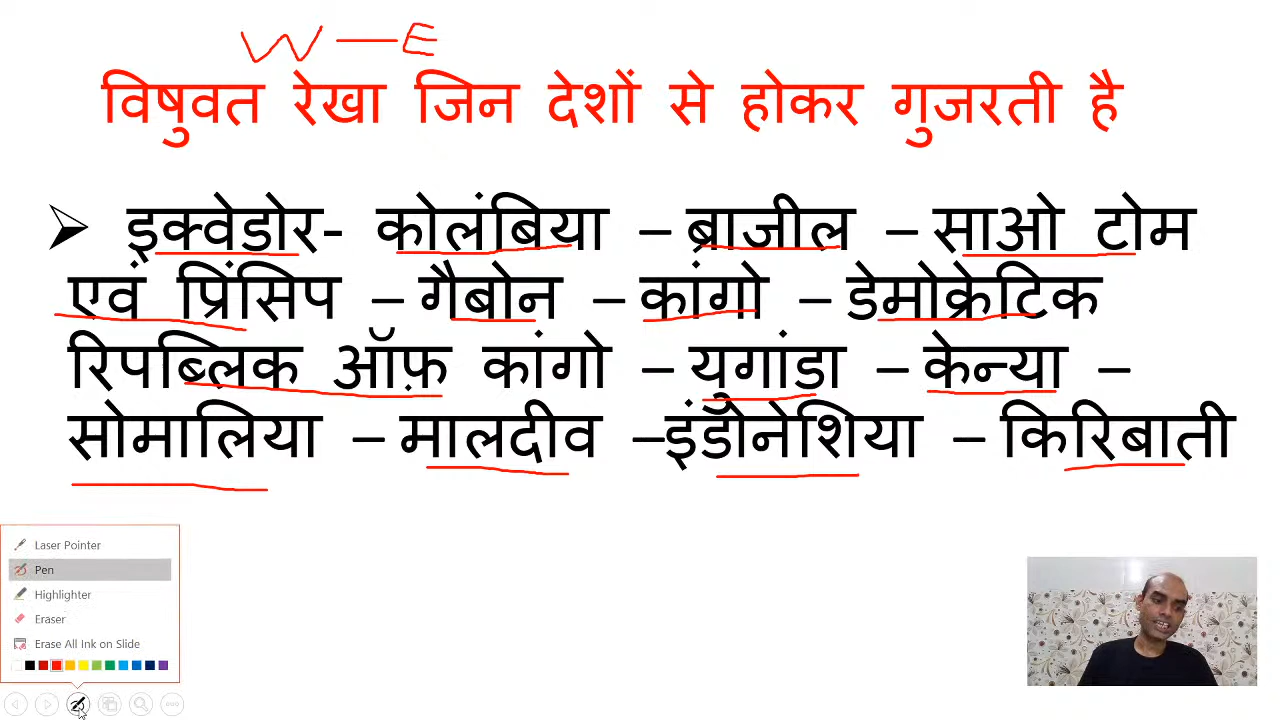 W — E
विषुवत रेखा जिन देशों से होकर गुजरती है
➢ इक्वेडोर- कोलंबिया – ब्राजील – साओ टोम
एवं प्रिंसिप – गैबोन – कांगो – डेमोक्रेटिक
रिपब्लिक ऑफ़ कांगो – युगांडा – केन्या –
सोमालिया – मालदीव –इंडोनेशिया – किरिबाती
Laser Pointer
Pen
Highlighter
Eraser
Erase All Ink on Slide